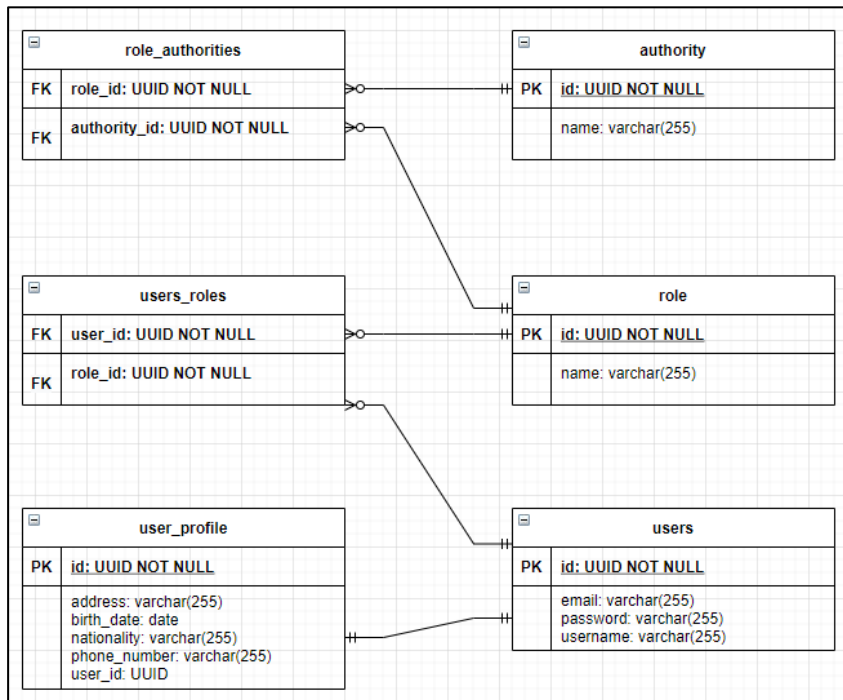 role_authorities
FK role_id: UUID NOT NULL
FK authority_id: UUID NOT NULL
authority
PK id: UUID NOT NULL
name: varchar(255)
users_roles
FK user_id: UUID NOT NULL
FK role_id: UUID NOT NULL
role
PK id: UUID NOT NULL
name: varchar(255)
user_profile
PK id: UUID NOT NULL
address: varchar(255)
birth_date: date
nationality: varchar(255)
phone_number: varchar(255)
user_id: UUID
users
PK id: UUID NOT NULL
email: varchar(255)
password: varchar(255)
username: varchar(255)